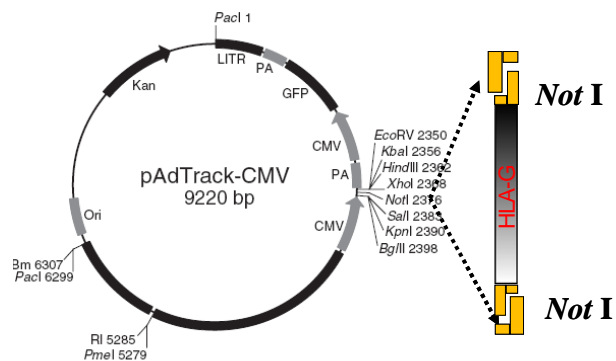 PacI 1
LITR
PA
GFP
Kan
CMV
PA
CMV
pAdTrack-CMV
9220 bp
EcoRV 2350
KbaI 2356
HindIII 2362
XhoI 2368
NotI 2376
SalI 2385
KpnI 2390
BglI 2398
Ori
Bm 6307
PacI 6299
RI 5285
PmeI 5279
Not I
HLA-G
Not I